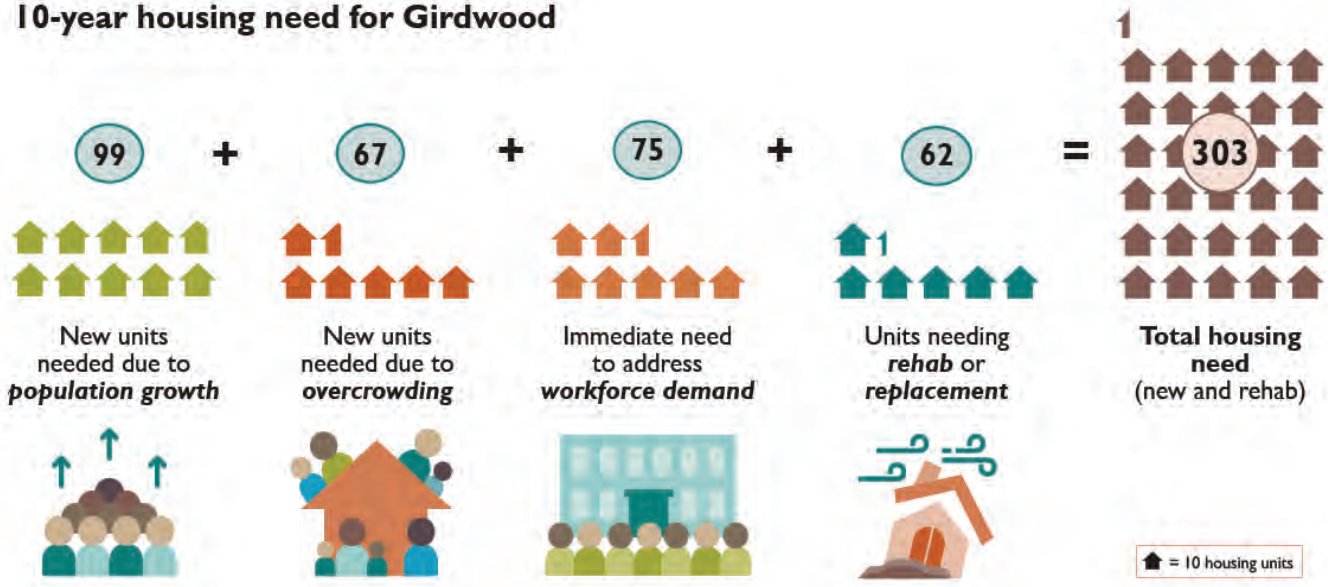 10-year housing need for Girdwood
99 + 67 + 75 + 62 = 303
New units
needed due to
population growth
New units
needed due to
overcrowding
Immediate need
to address
workforce demand
Units needing
rehab or
replacement
Total housing
need
(new and rehab)
= 10 housing units